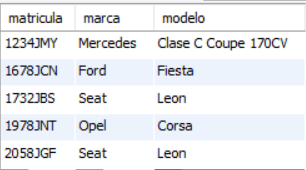 matricula marca modelo
1234JMY Mercedes Clase C Coupe 170CV
1678JCN Ford Fiesta
1732JBS Seat Leon
1978JNT Opel Corsa
2058JGF Seat Leon